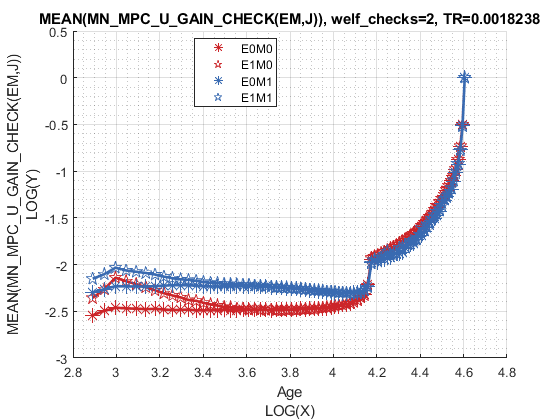 MEAN(MN_MPC_U_GAIN_CHECK(EM,J)), welf_checks=2, TR=0.0018238
MEAN(MN_MPC_U_GAIN_CHECK(EM,J))
LOG(Y)
E0M0
E1M0
E0M1
E1M1
0.5
0
-0.5
-1
-1.5
-2
-2.5
-3
2.8
3
3.2
3.4
3.6
3.8
4
4.2
4.4
4.6
4.8
Age
LOG(X)